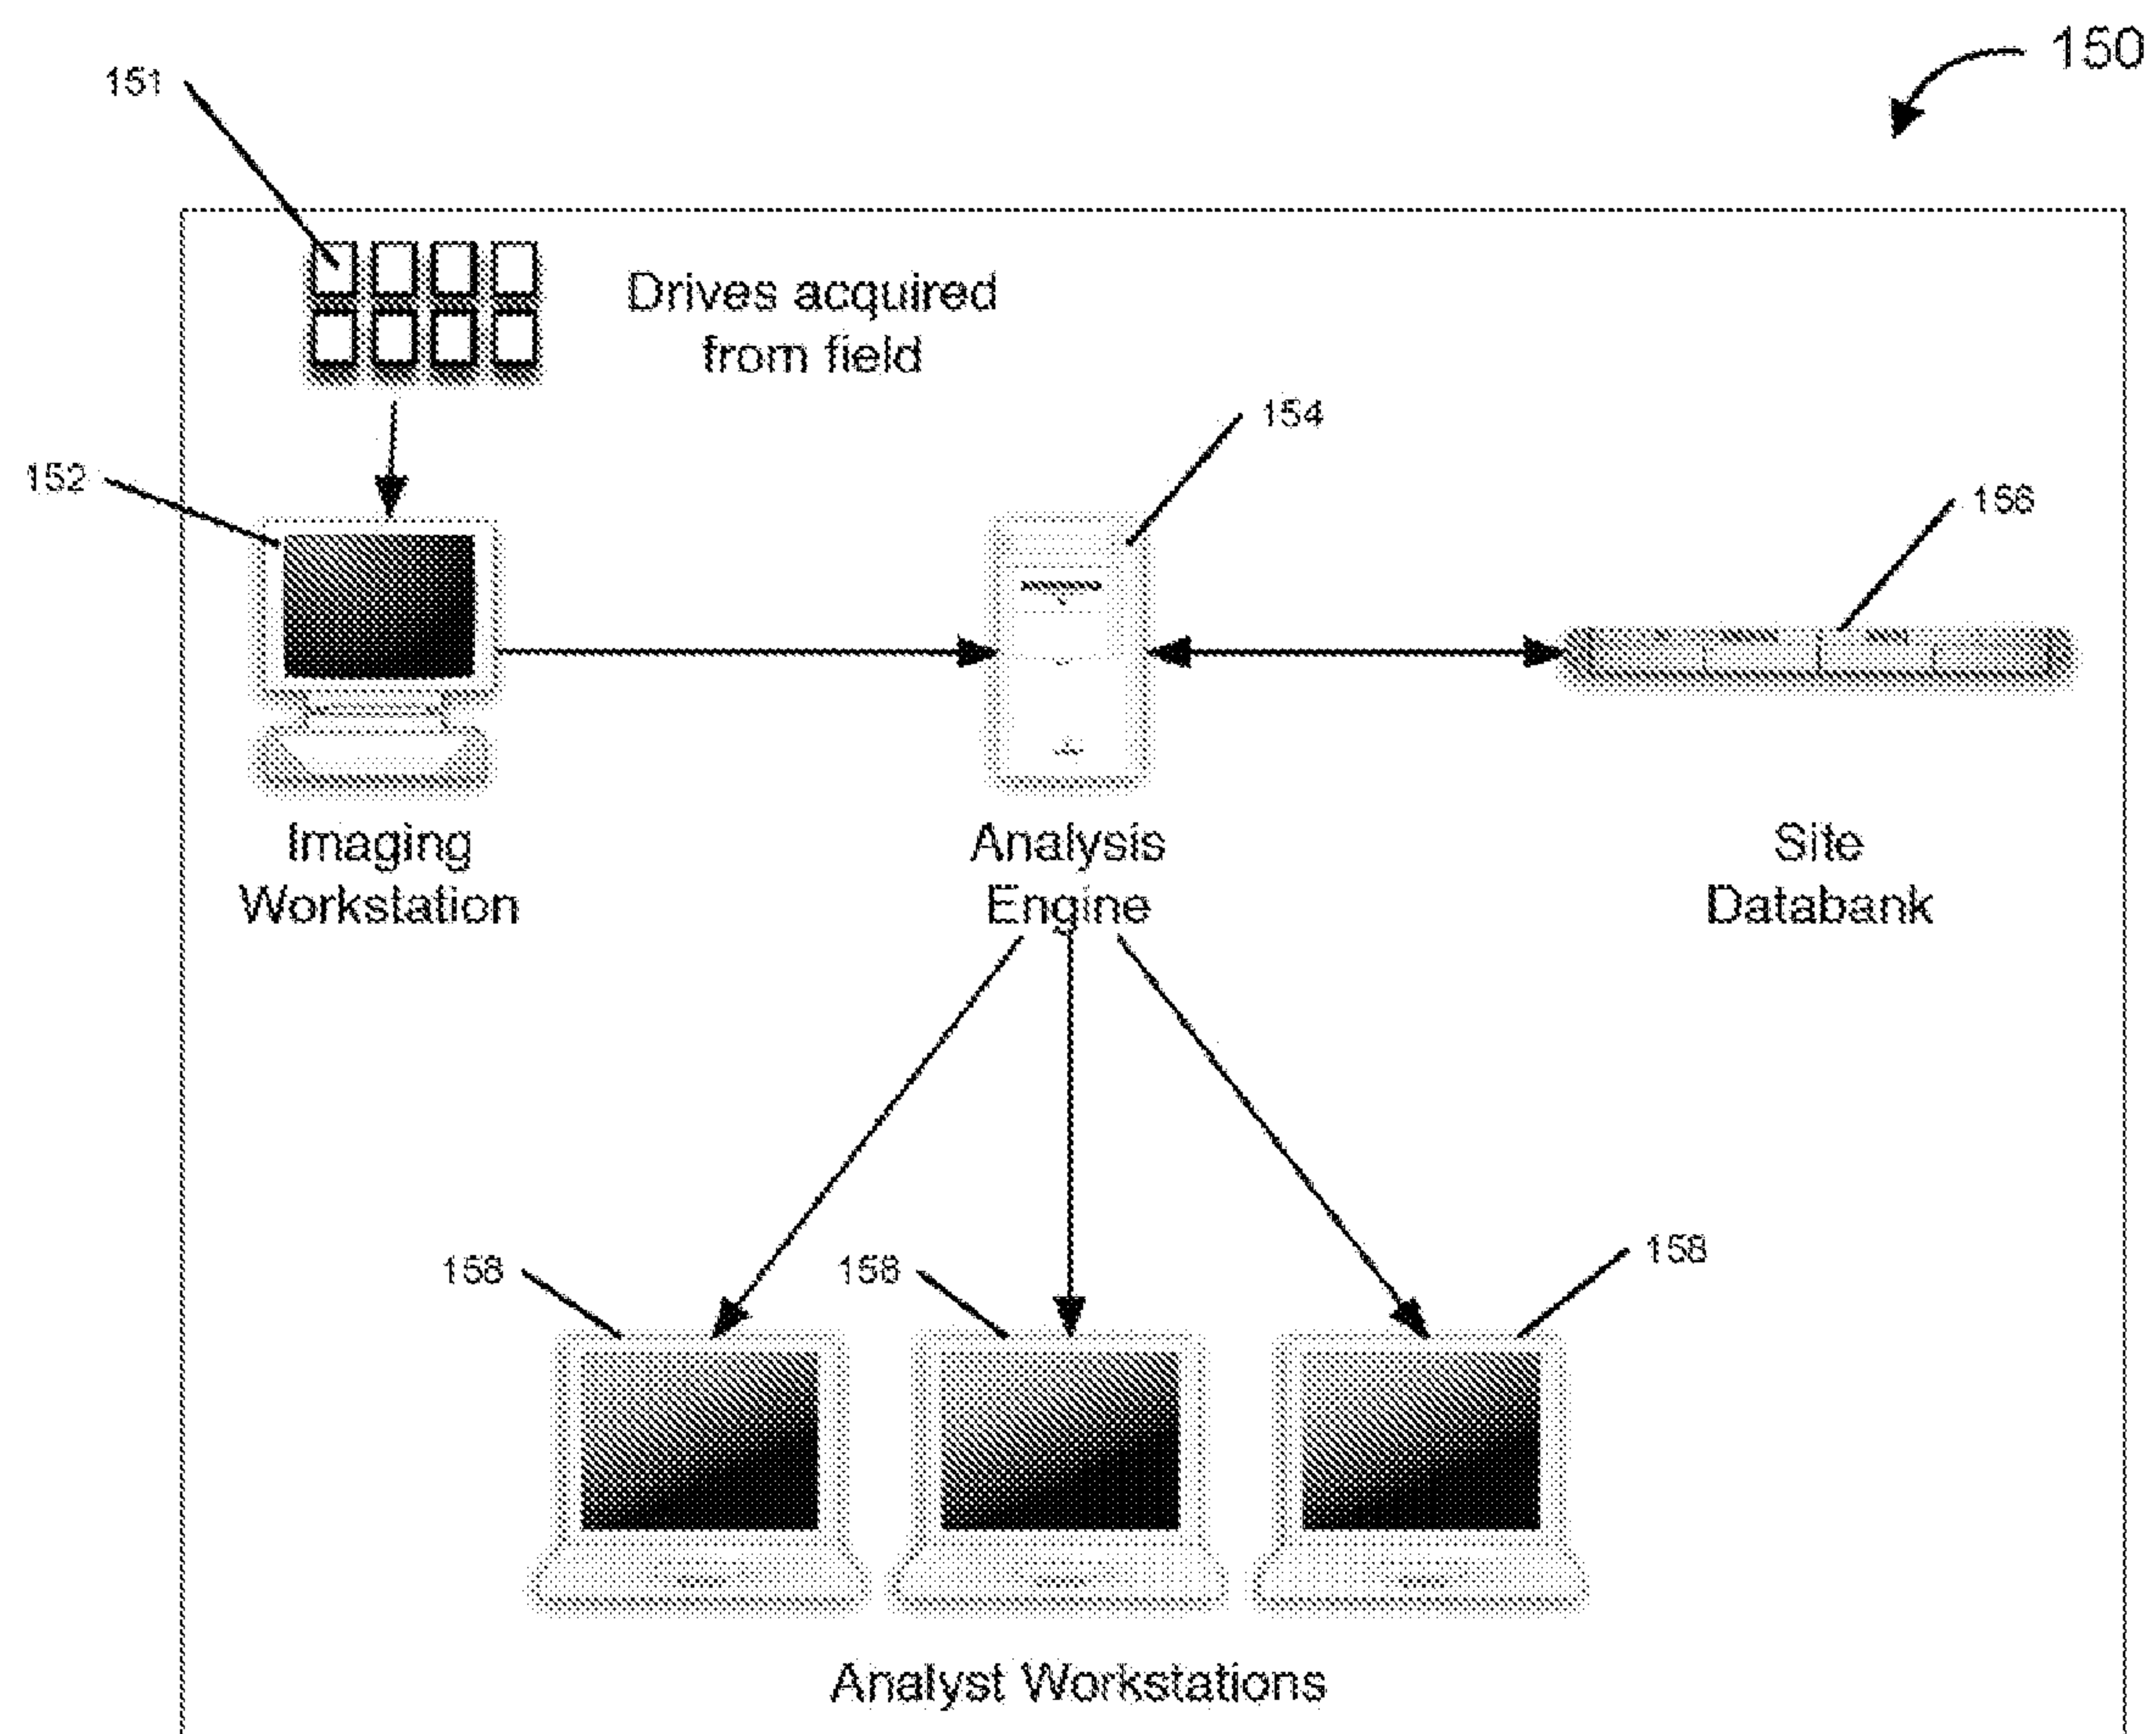 150
151
Drives acquired
from field
154
152
156
Imaging
Workstation
Analysis
Engine
Site
Databank
158
158
158
Analyst Workstations